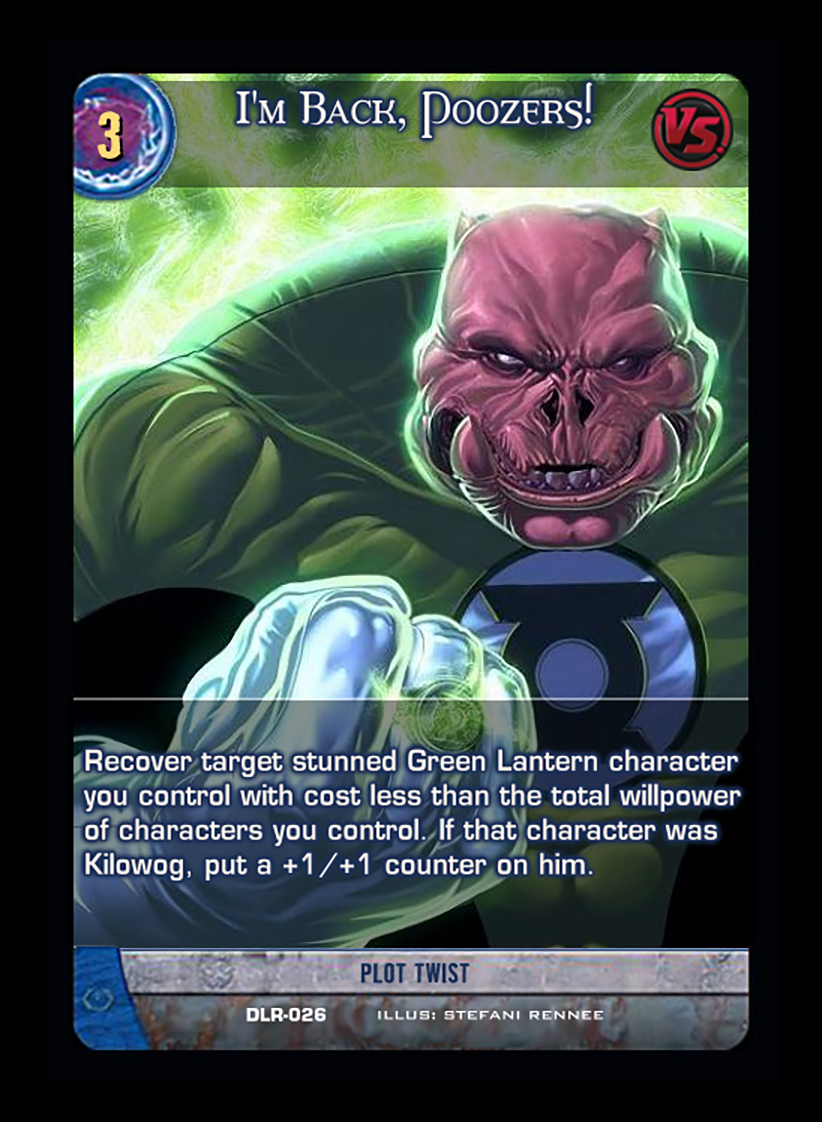 3
I'm Back, Poozers!
VS.
Recover target stunned Green Lantern character
you control with cost less than the total willpower
of characters you control. If that character was
Kilowog, put a +1/+1 counter on him.
PLOT TWIST
DLR-026 ILLUS: STEFANI RENNEE